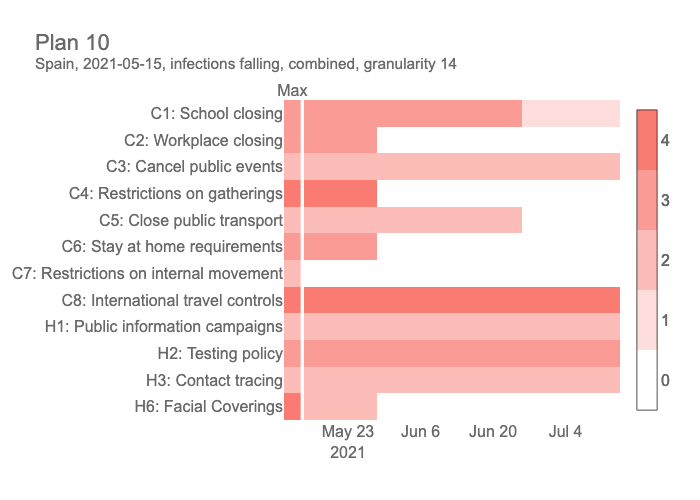 Plan 10
Spain, 2021-05-15, infections falling, combined, granularity 14
Max
C1: School closing
C2: Workplace closing
C3: Cancel public events
C4: Restrictions on gatherings
C5: Close public transport
C6: Stay at home requirements
C7: Restrictions on internal movement
C8: International travel controls
H1: Public information campaigns
H2: Testing policy
H3: Contact tracing
H6: Facial Coverings
May 23 Jun 6 Jun 20 Jul 4
2021
4
3
2
1
0